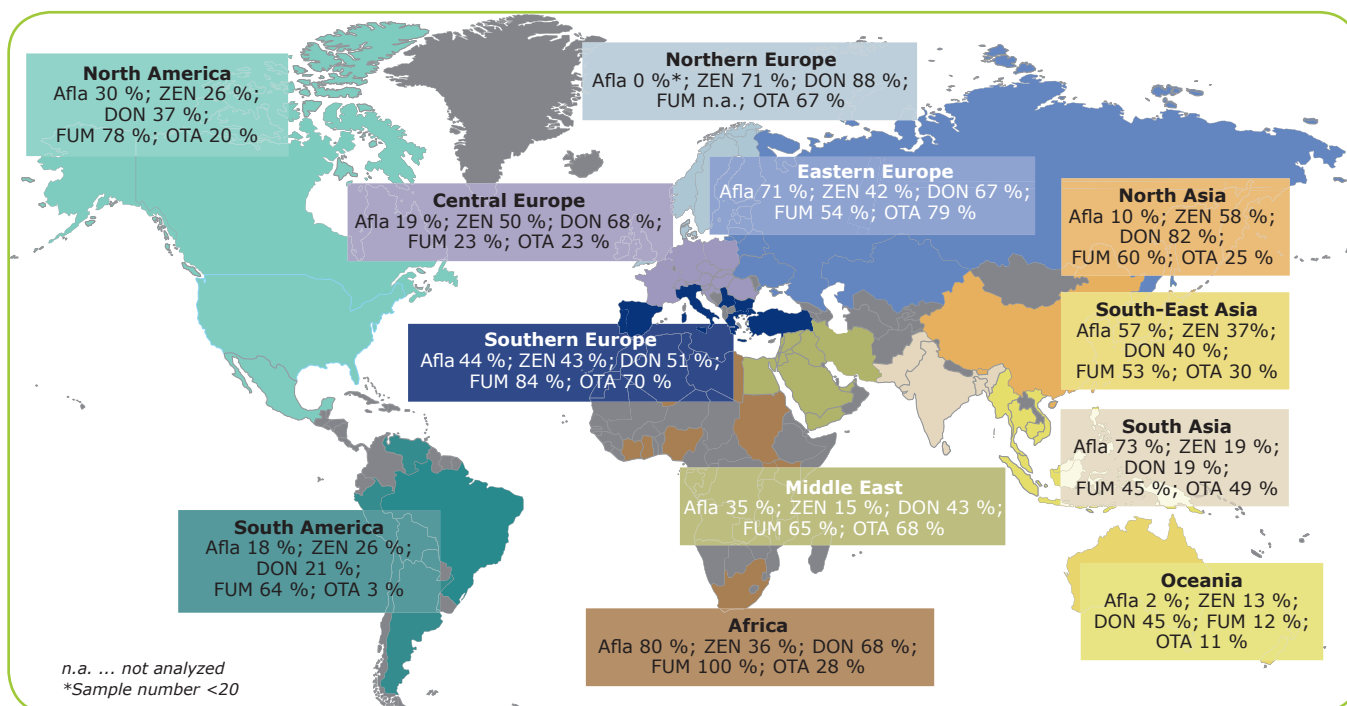 North America
Afla 30 %; ZEN 26 %;
DON 37 %;
FUM 78 %; OTA 20 %
Northern Europe
Afla 0 %*; ZEN 71 %; DON 88 %;
FUM n.a.; OTA 67 %
Eastern Europe
Afla 71 %; ZEN 42 %; DON 67 %;
FUM 54 %; OTA 79 %
Central Europe
Afla 19 %; ZEN 50 %; DON 68 %;
FUM 23 %; OTA 23 %
North Asia
Afla 10 %; ZEN 58 %;
DON 82 %;
FUM 60 %; OTA 25 %
South-East Asia
Afla 57 %; ZEN 37%;
DON 40 %;
FUM 53 %; OTA 30 %
Southern Europe
Afla 44 %; ZEN 43 %; DON 51 %;
FUM 84 %; OTA 70 %
South Asia
Afla 73 %; ZEN 19 %;
DON 19 %;
FUM 45 %; OTA 49 %
Middle East
Afla 35 %; ZEN 15 %; DON 43 %;
FUM 65 %; OTA 68 %
South America
Afla 18 %; ZEN 26 %;
DON 21 %;
FUM 64 %; OTA 3 %
Oceania
Afla 2 %; ZEN 13 %;
DON 45 %; FUM 12 %;
OTA 11 %
Africa
Afla 80 %; ZEN 36 %; DON 68 %;
FUM 100 %; OTA 28 %
n.a. ... not analyzed
*Sample number <20